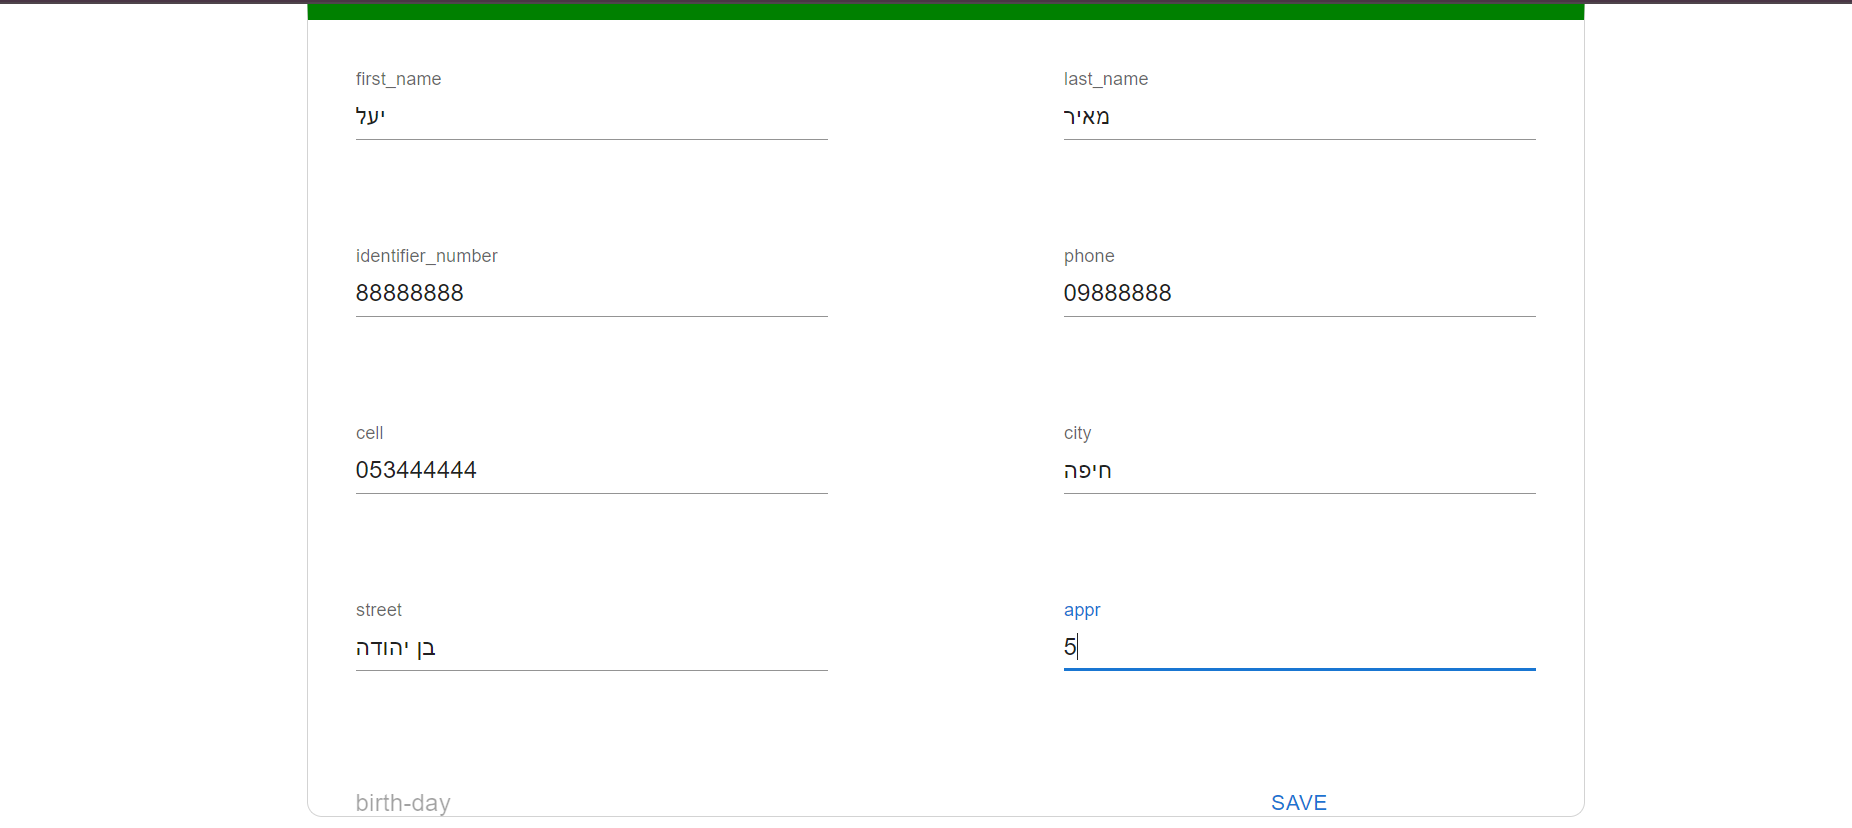 first_name
יעל
last_name
מאיר
identifier_number
88888888
phone
09888888
cell
053444444
city
חיפה
street
בן יהודה
appr
5
birth-day
SAVE